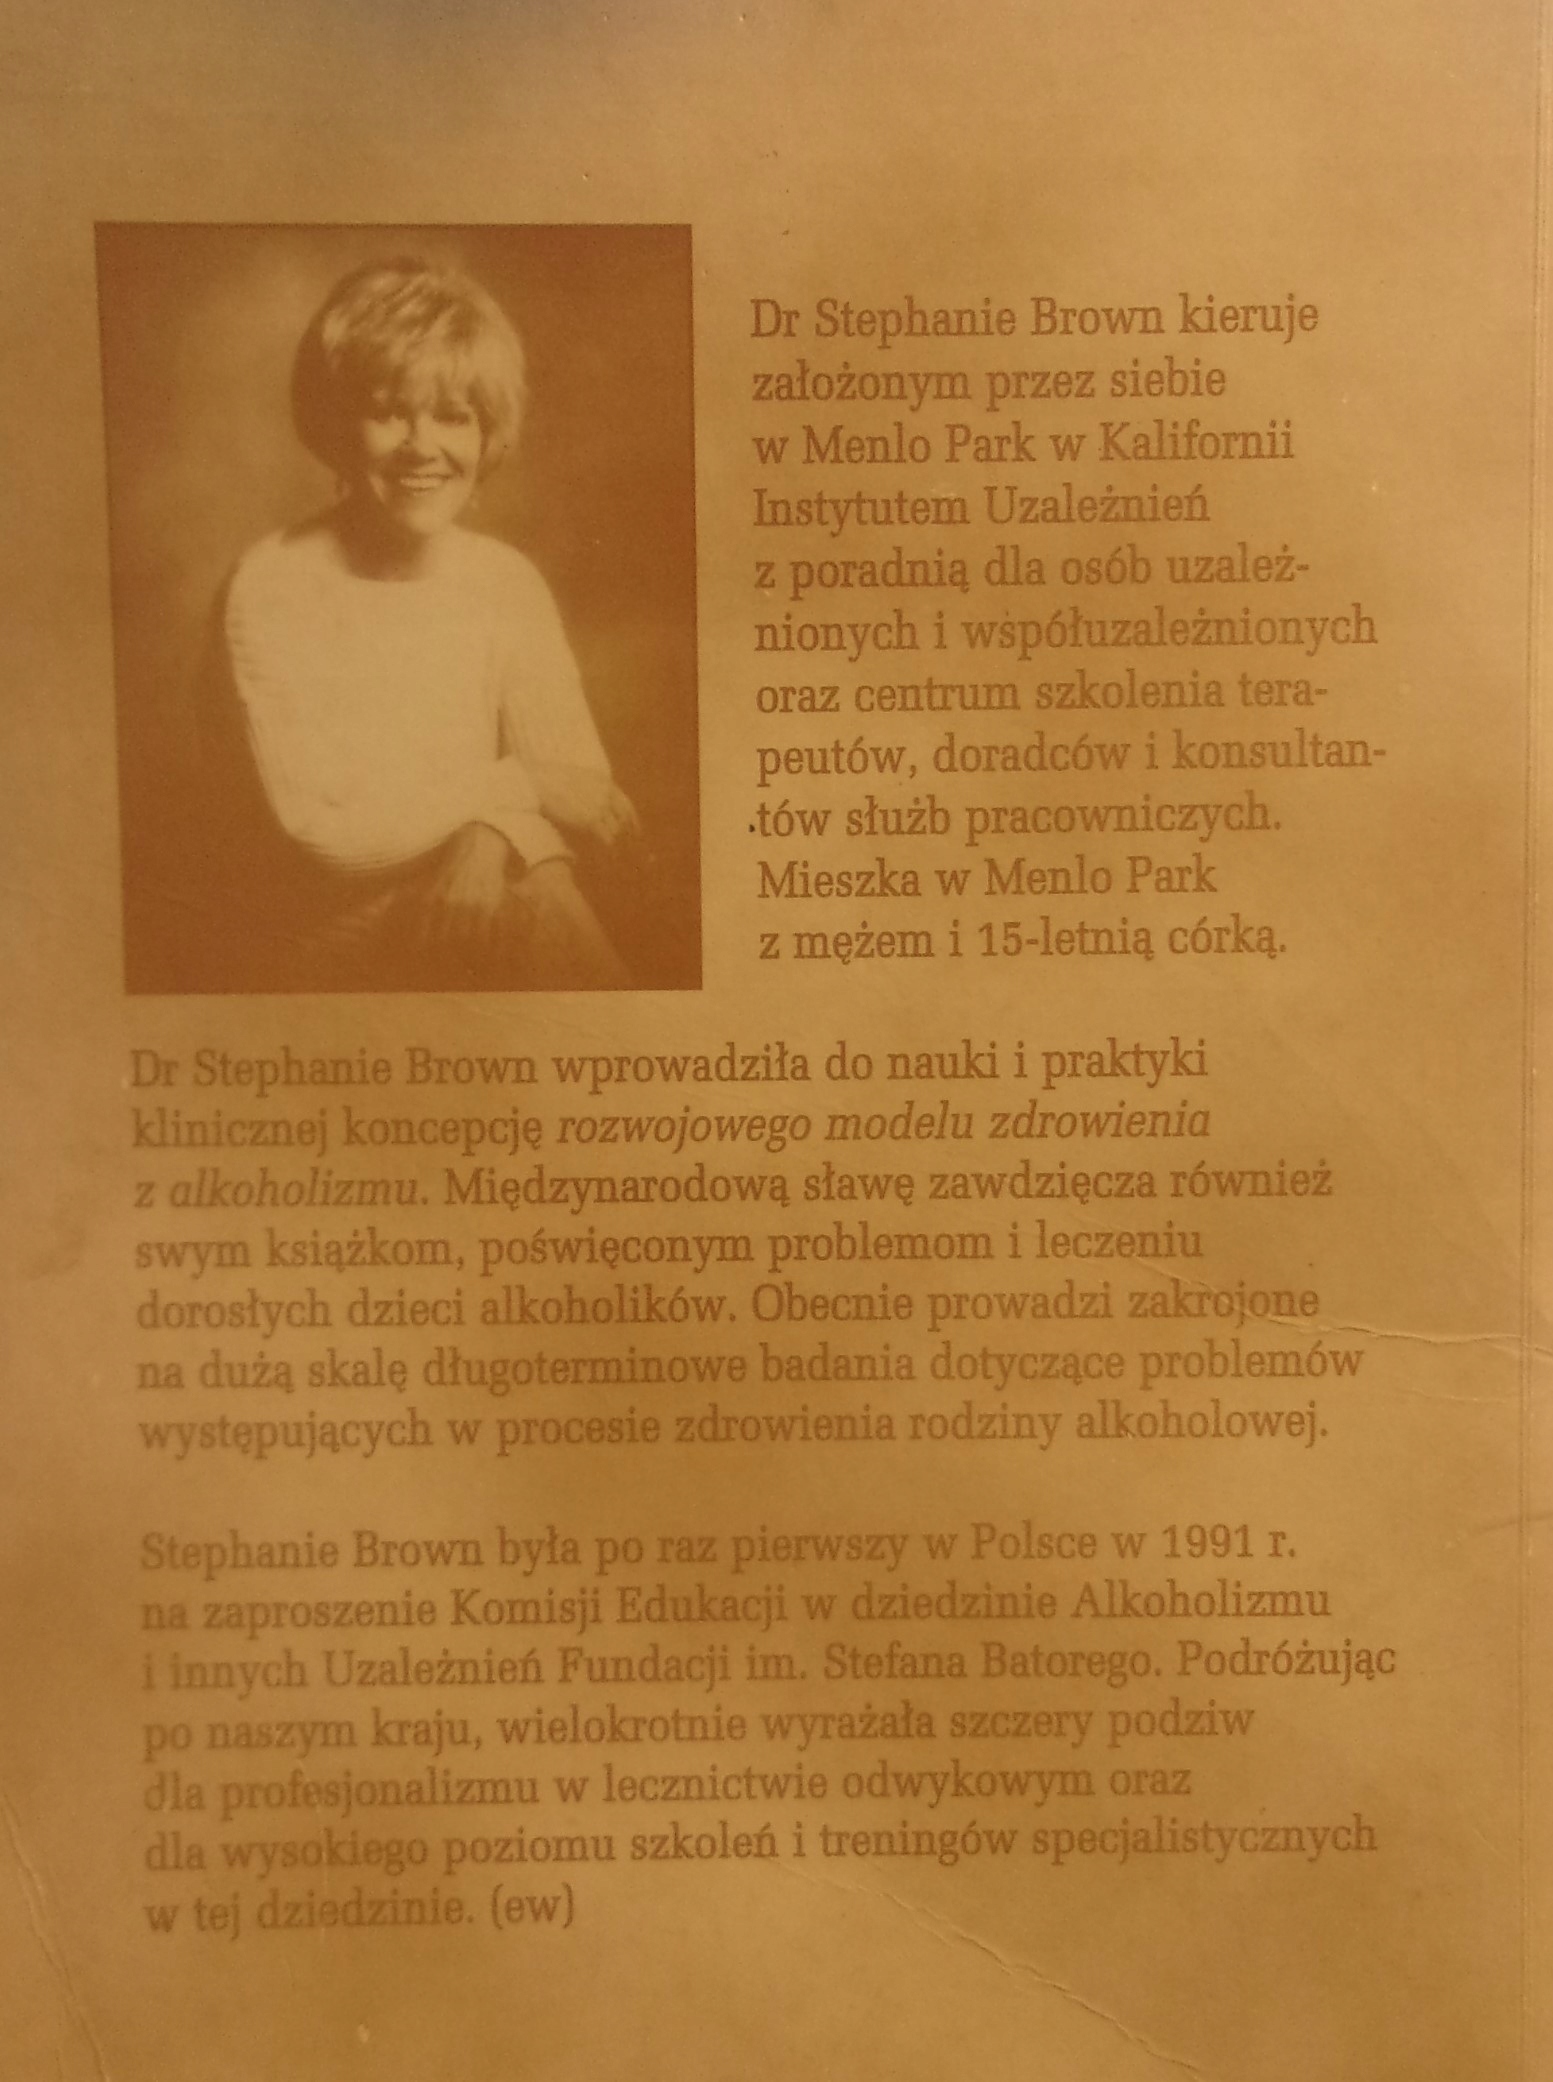 Dr Stephanie Brown kieruje
założonym przez siebie
w Menlo Park w Kalifornii
Instytutem Uzależnień
z poradnią dla osób uzależ-
nionych i współuzależnionych
oraz centrum szkolenia tera-
peutów, doradców i konsultan-
tów służb pracowniczych.
Mieszka w Menlo Park
z mężem i 15-letnią córką.
Dr Stephanie Brown wprowadziła do nauki i praktyki
klinicznej koncepcję rozwojowego modelu zdrowienia
z alkoholizmu. Międzynarodową sławę zawdzięcza również
swym książkom, poświęconym problemom i leczeniu
dorosłych dzieci alkoholików. Obecnie prowadzi zakrojone
na dużą skalę długoterminowe badania dotyczące problemów
występujących w procesie zdrowienia rodziny alkoholowej.
Stephanie Brown była po raz pierwszy w Polsce w 1991 r.
na zaproszenie Komisji Edukacji w dziedzinie Alkoholizmu
i innych Uzależnień Fundacji im. Stefana Batorego. Podróżując
po naszym kraju, wielokrotnie wyrażała szczery podziw
dla profesjonalizmu w lecznictwie odwykowym oraz
dla wysokiego poziomu szkoleń i treningów specjalistycznych
w tej dziedzinie. (ew)